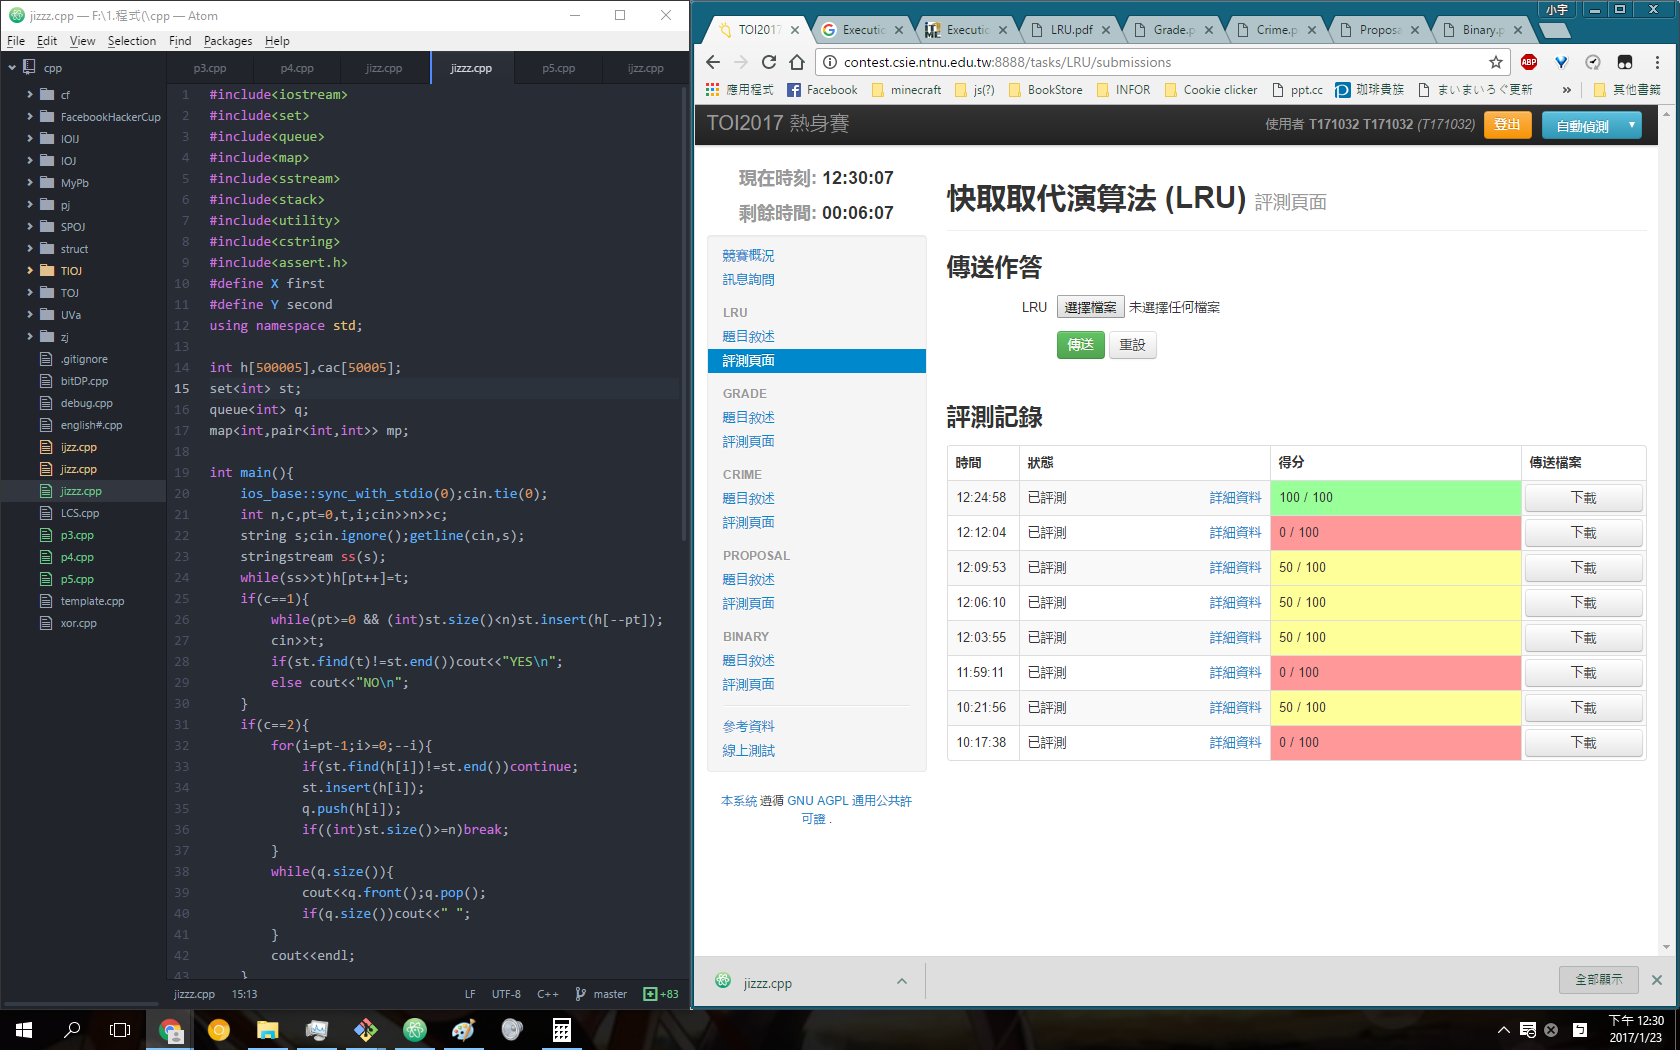 jizzz.cpp — F:\1.程式(\cpp — Atom
File Edit View Selection Find Packages Help
cpp
cf
FacebookHackerCup
IOIJ
IOJ
MyPb
pj
SPOJ
struct
TIOJ
TOJ
UVa
zj
.gitignore
bitDP.cpp
debug.cpp
english#.cpp
ijzz.cpp
jizz.cpp
jizzz.cpp
LCS.cpp
p3.cpp
p4.cpp
p5.cpp
template.cpp
xor.cpp
p3.cpp p4.cpp jizz.cpp jizzz.cpp p5.cpp ijzz.cpp
1 #include<iostream>
2 #include<set>
3 #include<queue>
4 #include<map>
5 #include<sstream>
6 #include<stack>
7 #include<utility>
8 #include<cstring>
9 #include<assert.h>
10 #define X first
11 #define Y second
12 using namespace std;
13
14 int h[500005],cac[50005];
15 set<int> st;
16 queue<int> q;
17 map<int,pair<int,int>> mp;
18
19 int main(){
20 ios_base::sync_with_stdio(0);cin.tie(0);
21 int n,c,pt=0,t,i;cin>>n>>c;
22 string s;cin.ignore();getline(cin,s);
23 stringstream ss(s);
24 while(ss>>t)h[pt++]=t;
25 if(c==1){
26 while(pt>=0 && (int)st.size()<n)st.insert(h[--pt]);
27 cin>>t;
28 if(st.find(t)!=st.end())cout<<"YES\n";
29 else cout<<"NO\n";
30 }
31 if(c==2){
32 for(i=pt-1;i>=0;--i){
33 if(st.find(h[i])!=st.end())continue;
34 st.insert(h[i]);
35 q.push(h[i]);
36 if((int)st.size()>=n)break;
37 }
38 while(q.size()){
39 cout<<q.front();q.pop();
40 if(q.size())cout<<" ";
41 }
42 cout<<endl;
43 }
jizzz.cpp 15:13 LF UTF-8 C++ master +83
小宇
TOI2017 Executic Executic LRU.pdf Grade.p Crime.p Propos Binary.p
contest.csie.ntnu.edu.tw:8888/tasks/LRU/submissions
應用程式 Facebook minecraft js(?) BookStore INFOR Cookie clicker ppt.cc 珈琲貴族 まいまいろぐ更新 » 其他書籤
TOI2017 熱身賽 使用者 T171032 T171032 (T171032) 登出 自動偵測
現在時刻: 12:30:07
剩餘時間: 00:06:07
競賽概況
訊息詢問
LRU
題目敘述
評測頁面
GRADE
題目敘述
評測頁面
CRIME
題目敘述
評測頁面
PROPOSAL
題目敘述
評測頁面
BINARY
題目敘述
評測頁面
參考資料
線上測試
本系統 遵循 GNU AGPL 通用公共許
可證 .
快取取代演算法 (LRU) 評測頁面
傳送作答
LRU 選擇檔案 未選擇任何檔案
傳送 重設
評測記錄
時間 狀態 得分 傳送檔案
12:24:58 已評測 詳細資料 100 / 100 下載
12:12:04 已評測 詳細資料 0 / 100 下載
12:09:53 已評測 詳細資料 50 / 100 下載
12:06:10 已評測 詳細資料 50 / 100 下載
12:03:55 已評測 詳細資料 50 / 100 下載
11:59:11 已評測 詳細資料 0 / 100 下載
10:21:56 已評測 詳細資料 50 / 100 下載
10:17:38 已評測 詳細資料 0 / 100 下載
jizzz.cpp 全部顯示
下午 12:30
2017/1/23